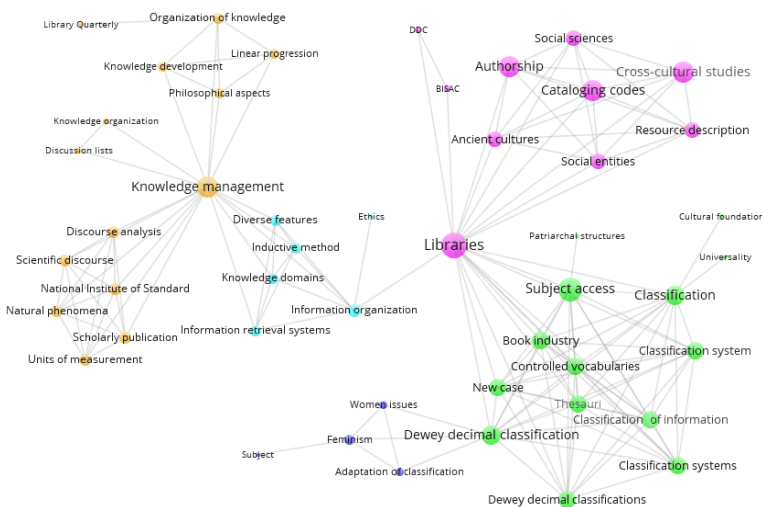 Library Quarterly
Organization of knowledge
DDC
Social sciences
Linear progression
Knowledge development
Authorship
Cross-cultural studies
Philosophical aspects
BISAC
Cataloging codes
Knowledge organization
Resource description
Ancient cultures
Discussion lists
Social entities
Knowledge management
Diverse features
Ethics
Cultural foundation
Discourse analysis
Patriarchal structures
Inductive method
Libraries
Scientific discourse
Universality
Knowledge domains
National Institute of Standard
Subject access
Classification
Natural phenomena
Information organization
Information retrieval systems
Scholarly publication
Book industry
Classification system
Units of measurement
Controlled vocabularies
New case
Women issues
Thesauri
Classification of information
Dewey decimal classification
Feminism
Subject
Classification systems
Adaptation of classification
Dewey decimal classifications